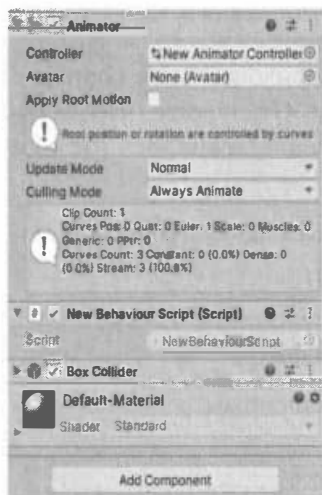 Animator
Controller New Animator Controller
Avatar None (Avatar)
Apply Root Motion
Root position or rotation are controlled by curves
Update Mode Normal
Culling Mode Always Animate
Clip Count: 1
Curves Pos: 0 Quat: 0 Euler: 1 Scale: 0 Muscles: 0
Generic: 0 PPtr: 0
Curves Count: 3 Constant: 0 (0.0%) Dense: 0
(0.0%) Stream: 3 (100.0%)
# New Behaviour Script (Script)
Script NewBehaviourScript
Box Collider
Default-Material
Shader Standard
Add Component